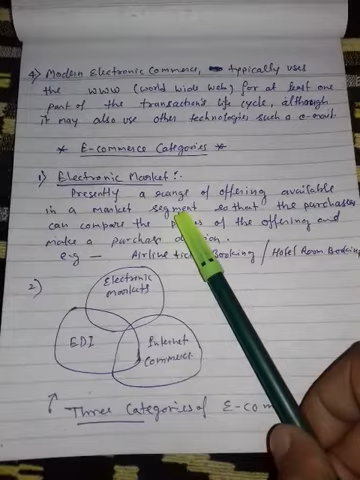 4) Modern Electronic Commerce, typically uses
the WWW (world wide web) for at least one
part of the transaction's life cycle, although
it may also use other technologies such a e-mail.
* E-commerce Categories *
1) Electronic Market :-
Presently a range of offering available
in a market segment so that the purchases
can compare the of the offering and
make a purchase
e.g - Airline Booking / Hotel Room Booking
2)
Electronic
markets
EDI
Internet
Commerce
Three Categories of E-com